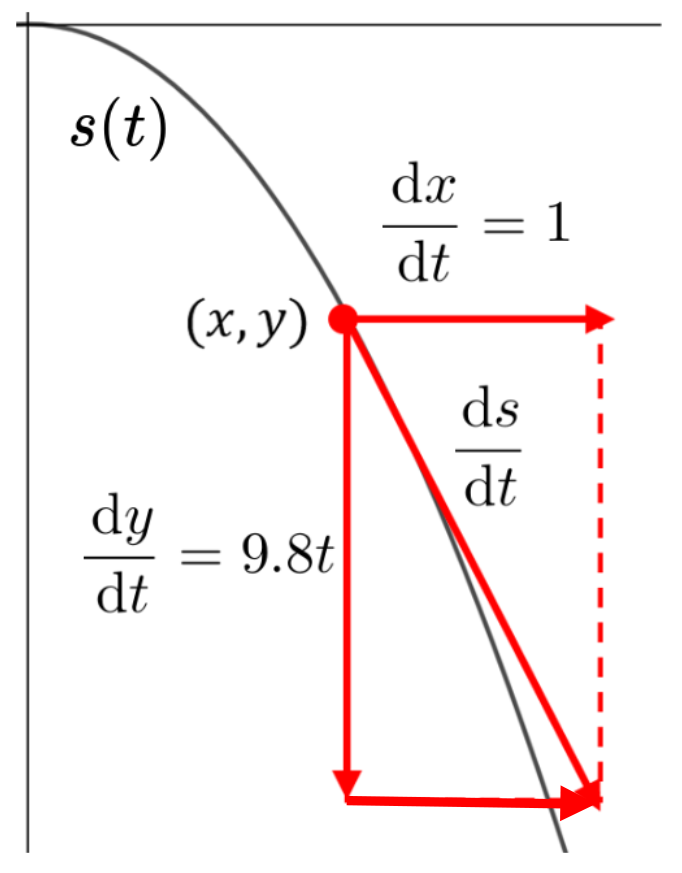 s(t)
dx/dt = 1
(x, y)
ds/dt
dy/dt = 9.8t